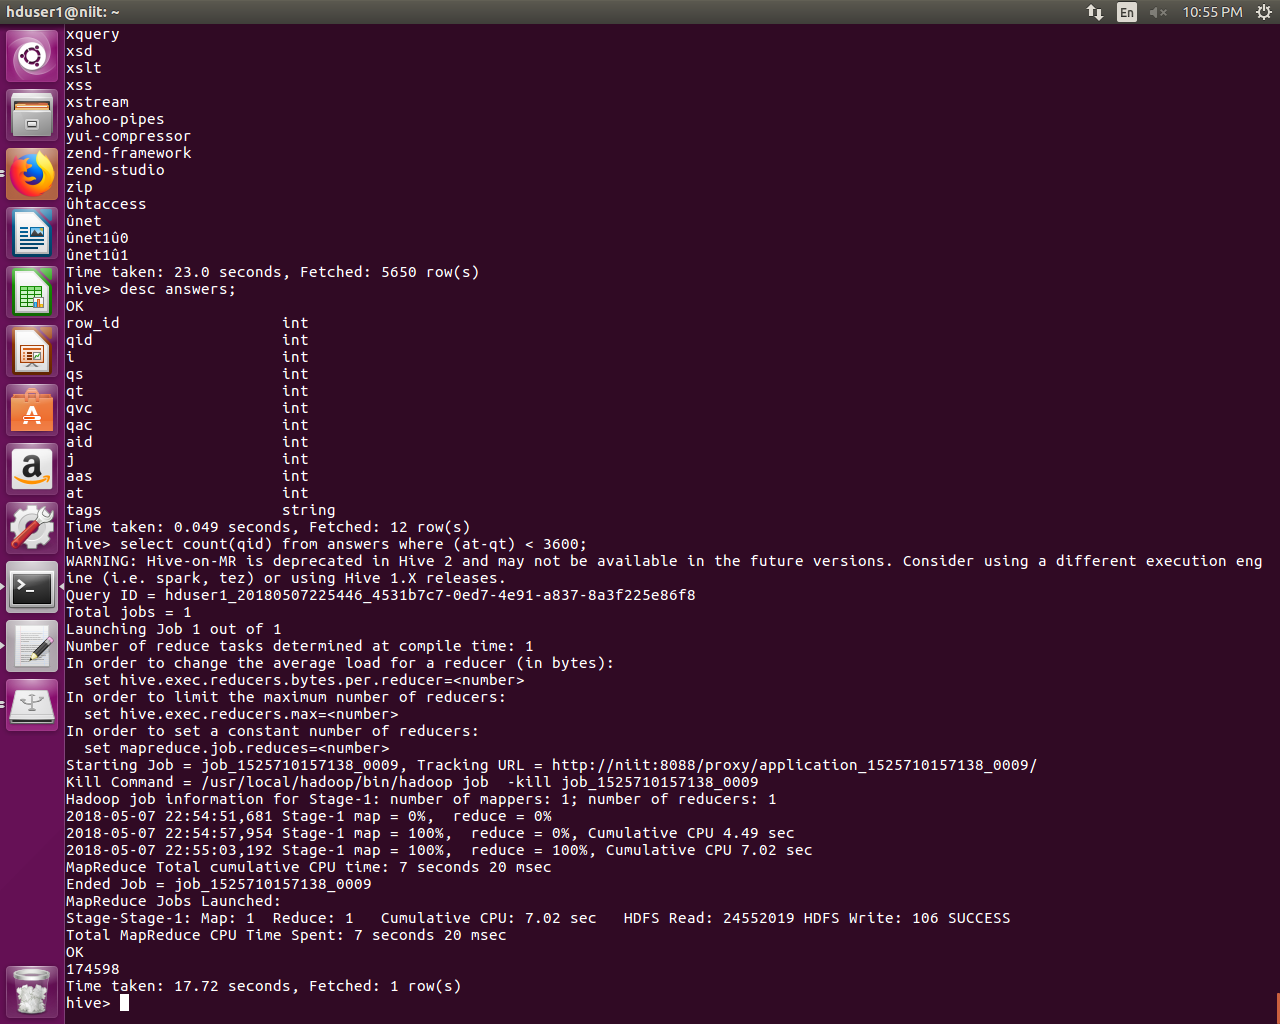 hduser1@niit: ~
En
10:55 PM
xquery
xsd
xslt
xss
xstream
yahoo-pipes
yui-compressor
zend-framework
zend-studio
zip
ûhtaccess
ûnet
ûnet1û0
ûnet1û1
Time taken: 23.0 seconds, Fetched: 5650 row(s)
hive> desc answers;
OK
row_id                  int
qid                     int
i                       int
qs                      int
qt                      int
qvc                     int
qac                     int
aid                     int
j                       int
aas                     int
at                      int
tags                    string
Time taken: 0.049 seconds, Fetched: 12 row(s)
hive> select count(qid) from answers where (at-qt) < 3600;
WARNING: Hive-on-MR is deprecated in Hive 2 and may not be available in the future versions. Consider using a different execution eng
ine (i.e. spark, tez) or using Hive 1.X releases.
Query ID = hduser1_20180507225446_4531b7c7-0ed7-4e91-a837-8a3f225e86f8
Total jobs = 1
Launching Job 1 out of 1
Number of reduce tasks determined at compile time: 1
In order to change the average load for a reducer (in bytes):
  set hive.exec.reducers.bytes.per.reducer=<number>
In order to limit the maximum number of reducers:
  set hive.exec.reducers.max=<number>
In order to set a constant number of reducers:
  set mapreduce.job.reduces=<number>
Starting Job = job_1525710157138_0009, Tracking URL = http://niit:8088/proxy/application_1525710157138_0009/
Kill Command = /usr/local/hadoop/bin/hadoop job  -kill job_1525710157138_0009
Hadoop job information for Stage-1: number of mappers: 1; number of reducers: 1
2018-05-07 22:54:51,681 Stage-1 map = 0%,  reduce = 0%
2018-05-07 22:54:57,954 Stage-1 map = 100%,  reduce = 0%, Cumulative CPU 4.49 sec
2018-05-07 22:55:03,192 Stage-1 map = 100%,  reduce = 100%, Cumulative CPU 7.02 sec
MapReduce Total cumulative CPU time: 7 seconds 20 msec
Ended Job = job_1525710157138_0009
MapReduce Jobs Launched:
Stage-Stage-1: Map: 1  Reduce: 1   Cumulative CPU: 7.02 sec   HDFS Read: 24552019 HDFS Write: 106 SUCCESS
Total MapReduce CPU Time Spent: 7 seconds 20 msec
OK
174598
Time taken: 17.72 seconds, Fetched: 1 row(s)
hive>